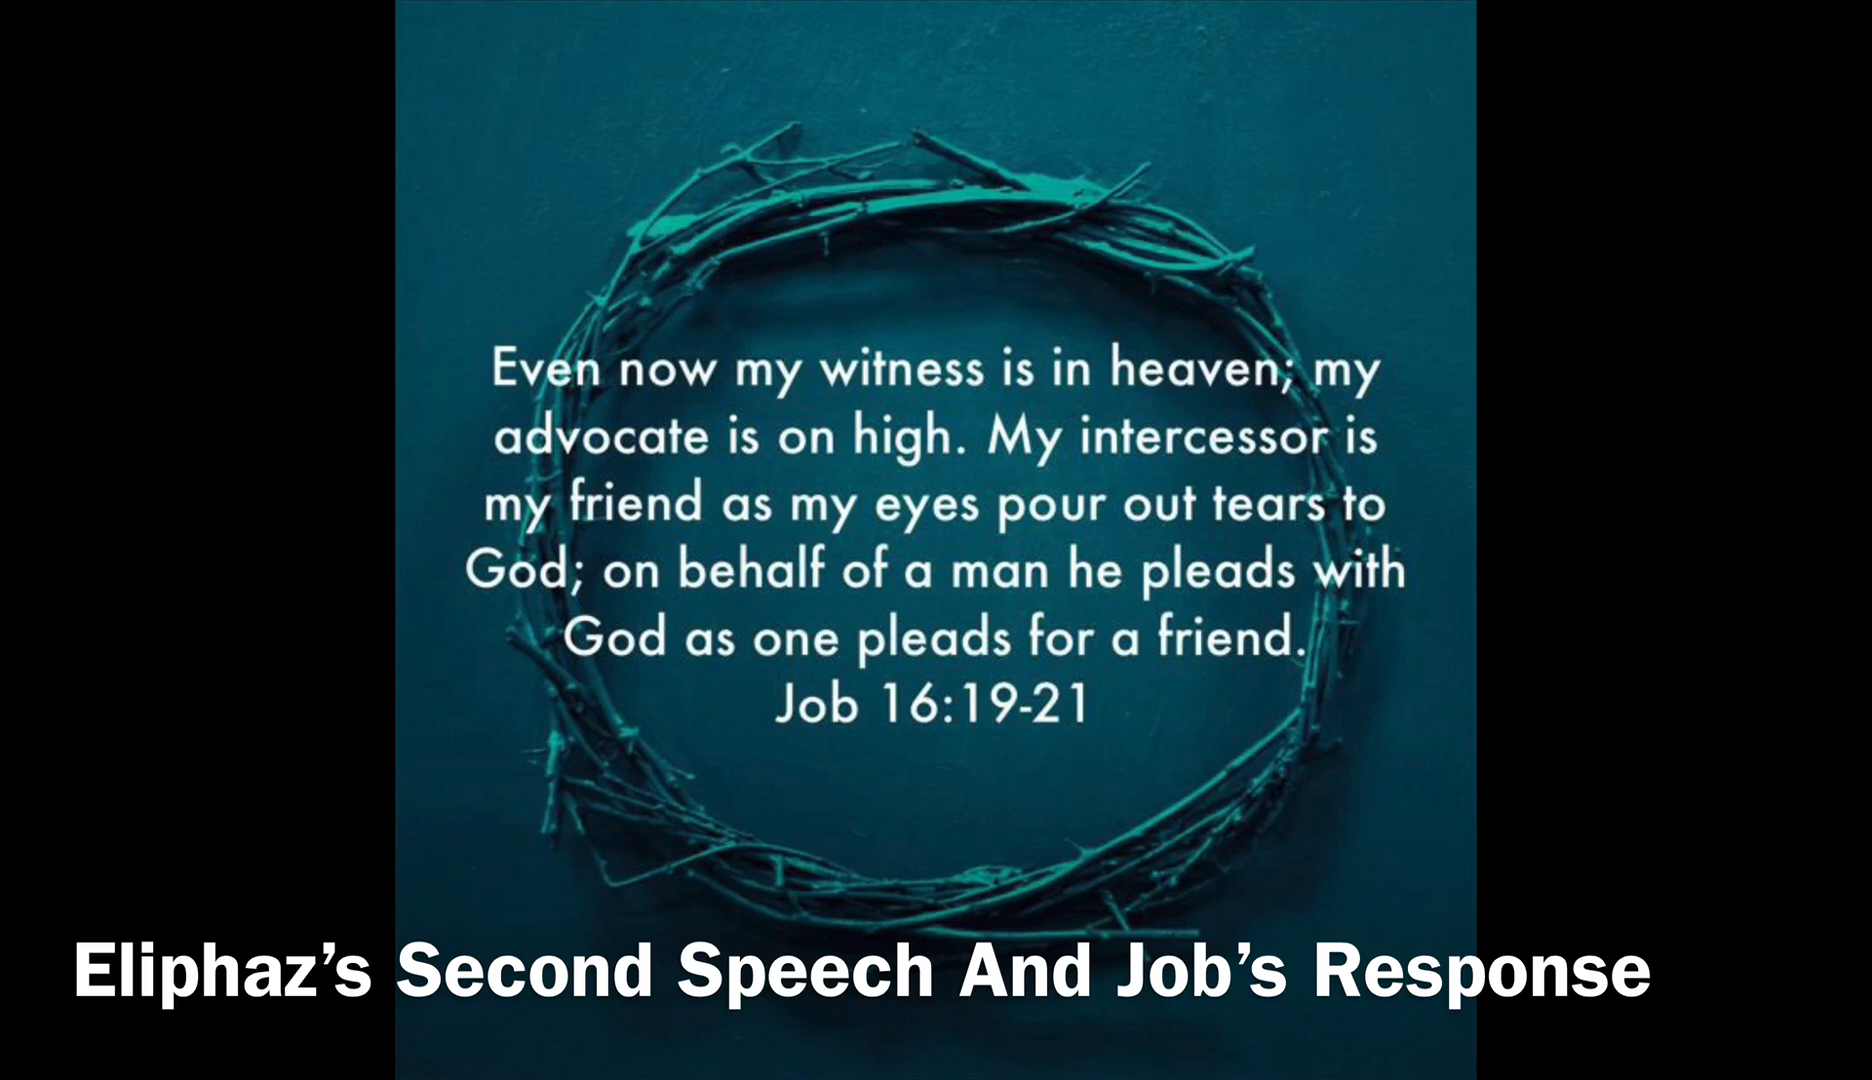 Even now my witness is in heaven; my
advocate is on high. My intercessor is
my friend as my eyes pour out tears to
God; on behalf of a man he pleads with
God as one pleads for a friend.
Job 16:19-21
Eliphaz’s Second Speech And Job’s Response